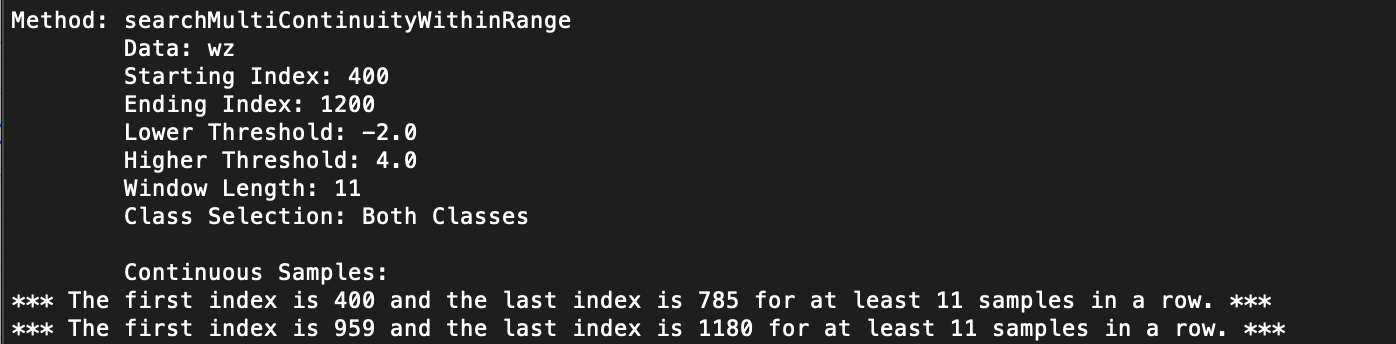 Method: searchMultiContinuityWithinRange
Data: wz
Starting Index: 400
Ending Index: 1200
Lower Threshold: -2.0
Higher Threshold: 4.0
Window Length: 11
Class Selection: Both Classes
Continuous Samples:
*** The first index is 400 and the last index is 785 for at least 11 samples in a row. ***
*** The first index is 959 and the last index is 1180 for at least 11 samples in a row. ***